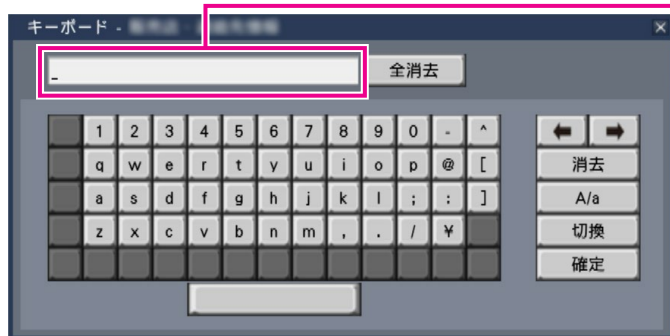 キーボード -
_ 全消去
1 2 3 4 5 6 7 8 9 0 - ^
q w e r t y u i o p @ [ 消去
a s d f g h j k l ; : ] A/a
z x c v b n m , . / ¥ 切換
確定